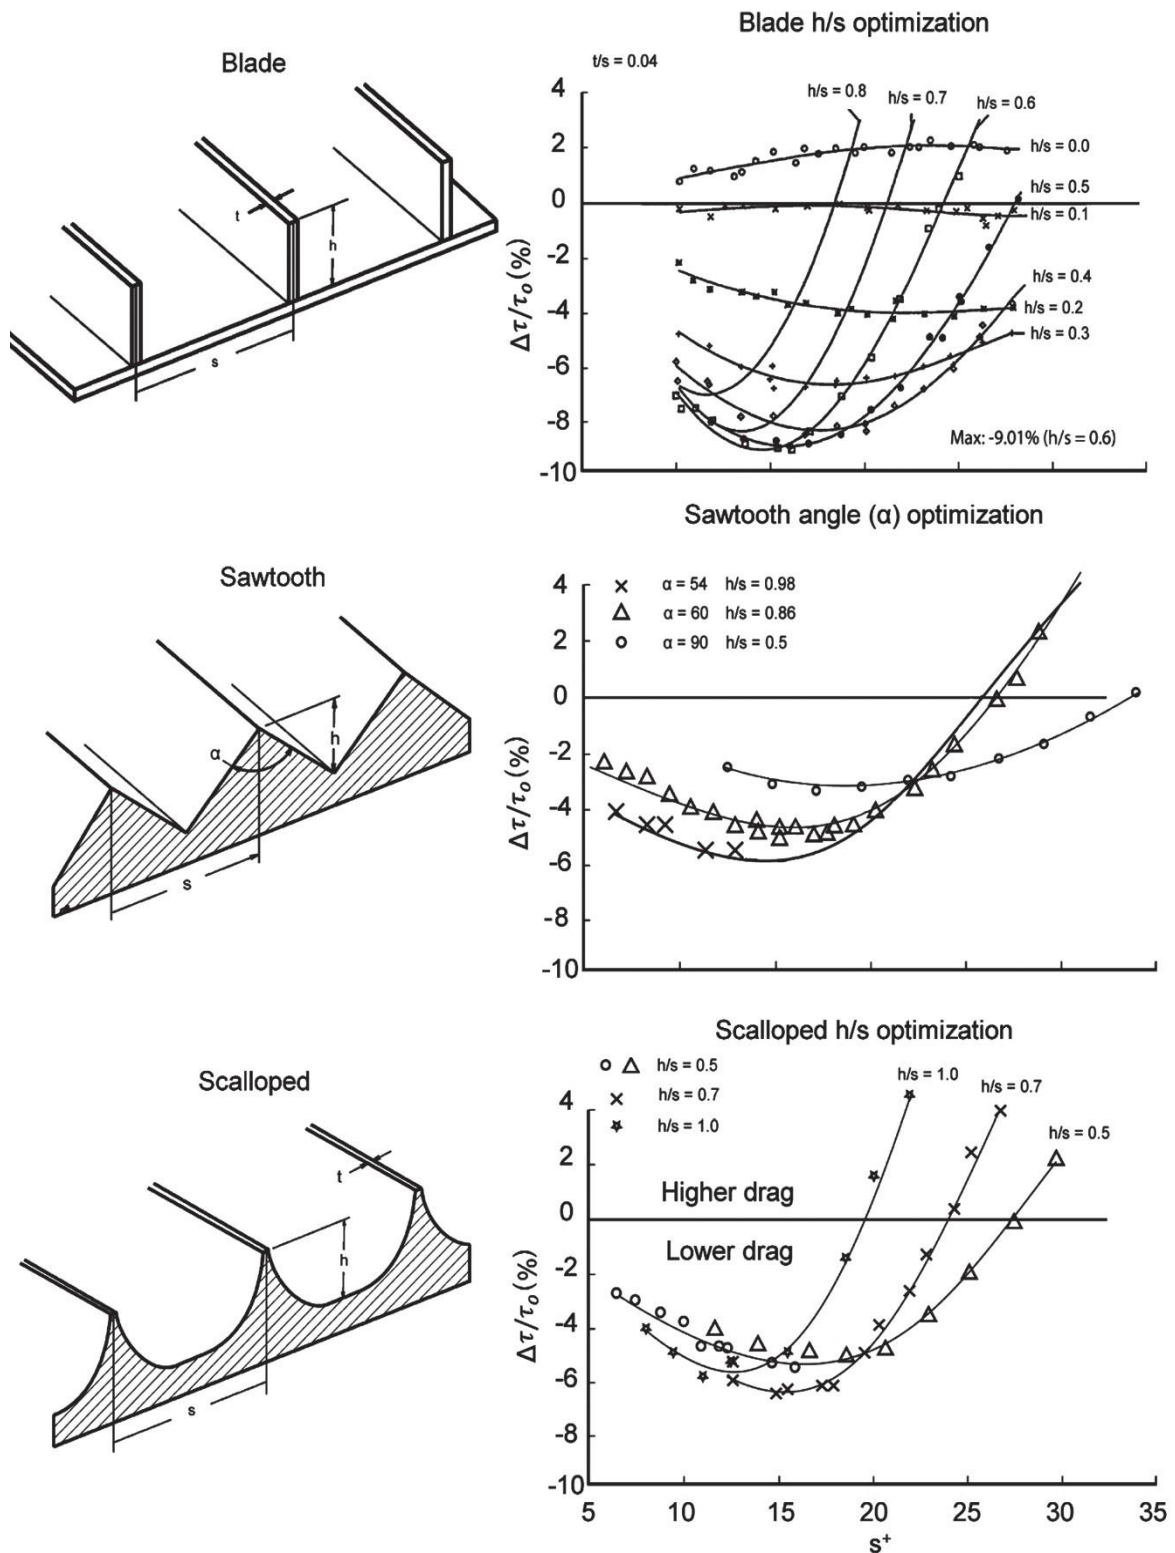 Blade h/s optimization
Blade
t/s = 0.04
h/s = 0.8
h/s = 0.7
h/s = 0.6
4
2
0
-2
-4
-6
-8
-10
Δτ/τo (%)
h/s = 0.0
h/s = 0.5
h/s = 0.1
h/s = 0.4
h/s = 0.2
h/s = 0.3
Max: -9.01% (h/s = 0.6)
t
h
s
Sawtooth angle (α) optimization
Sawtooth
α = 54 h/s = 0.98
α = 60 h/s = 0.86
α = 90 h/s = 0.5
4
2
0
-2
-4
-6
-8
-10
Δτ/τo (%)
α
h
s
Scalloped h/s optimization
Scalloped
h/s = 0.5
h/s = 0.7
h/s = 1.0
h/s = 1.0
h/s = 0.7
h/s = 0.5
4
2
0
-2
-4
-6
-8
-10
Δτ/τo (%)
Higher drag
Lower drag
t
h
s
5 10 15 20 25 30 35
s+